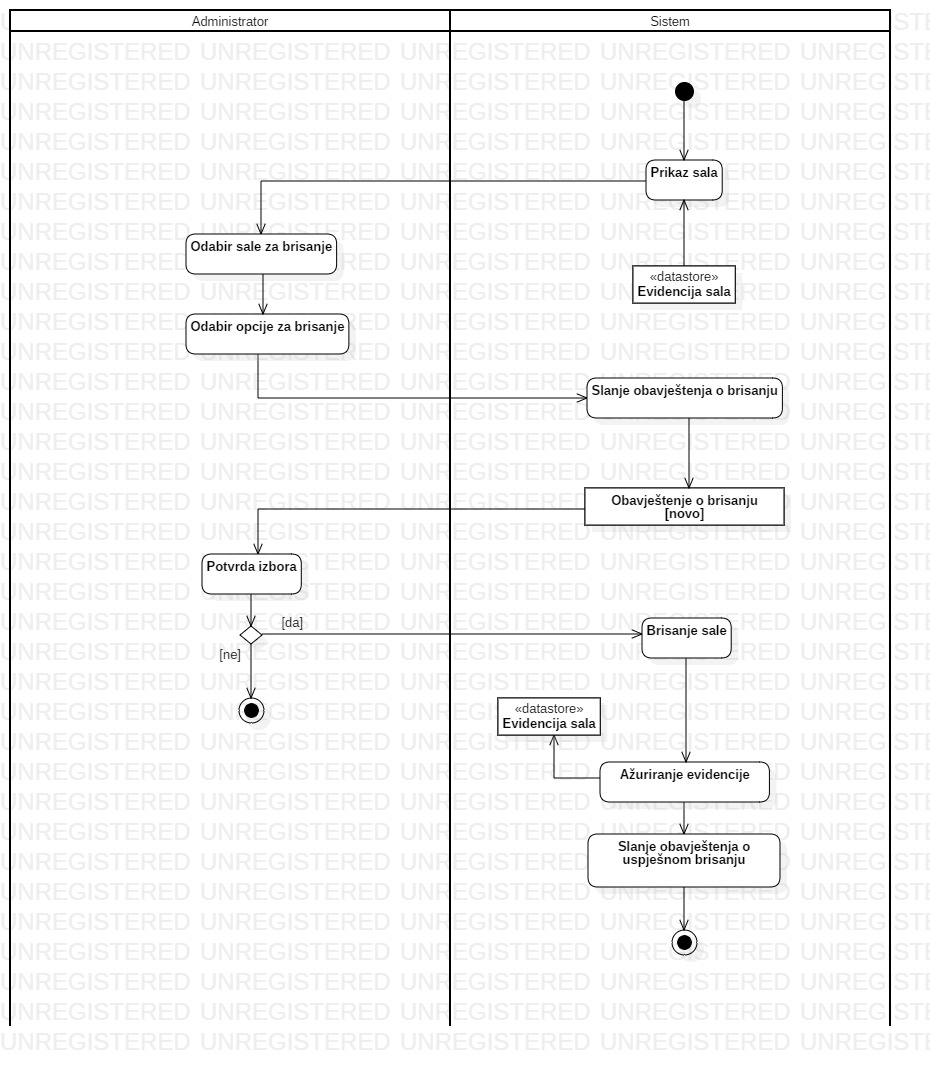 Administrator
Sistem
Prikaz sala
Odabir sale za brisanje
«datastore»
Evidencija sala
Odabir opcije za brisanje
Slanje obavještenja o brisanju
Obavještenje o brisanju
[novo]
Potvrda izbora
[da]
Brisanje sale
[ne]
«datastore»
Evidencija sala
Ažuriranje evidencije
Slanje obavještenja o
uspješnom brisanju
UNREGISTERED